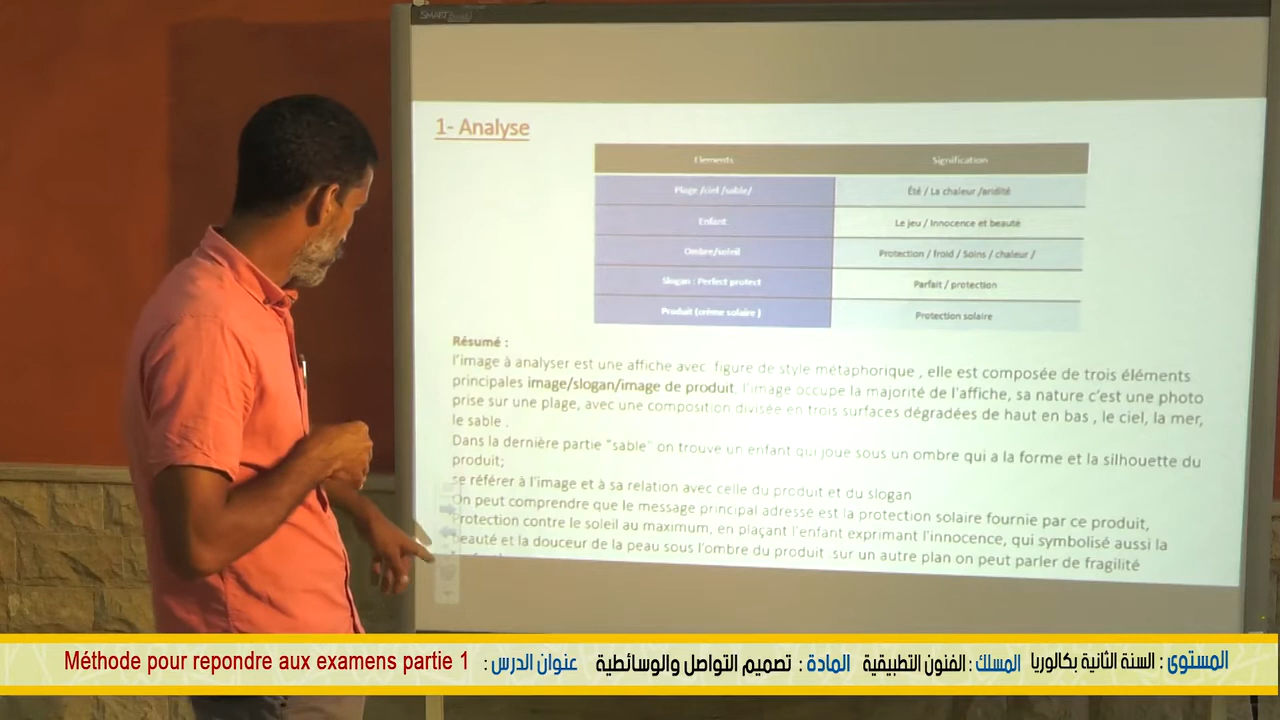 SMART
1- Analyse
Elements Signification
Plage /ciel /sable/ Été / La chaleur /aridité
Enfant Le jeu / Innocence et beauté
Ombre/soleil Protection / froid / Soins / chaleur /
Slogan : Perfect protect Parfait / protection
Produit (crème solaire ) Protection solaire
Résumé :
l'image à analyser est une affiche avec figure de style métaphorique , elle est composée de trois éléments
principales image/slogan/image de produit, l'image occupe la majorité de l'affiche, sa nature c'est une photo
prise sur une plage, avec une composition divisée en trois surfaces dégradées de haut en bas , le ciel, la mer,
le sable .
Dans la dernière partie "sable" on trouve un enfant qui joue sous un ombre qui a la forme et la silhouette du
produit;
se référer à l'image et à sa relation avec celle du produit et du slogan
On peut comprendre que le message principal adressé est la protection solaire fournie par ce produit,
Protection contre le soleil au maximum, en plaçant l'enfant exprimant l'innocence, qui symbolisé aussi la
beauté et la douceur de la peau sous l'ombre du produit .sur un autre plan on peut parler de fragilité
المستوى : السنة الثانية بكالوريا المسلك : الفنون التطبيقية المادة : تصميم التواصل والوسائطية عنوان الدرس : Méthode pour repondre aux examens partie 1